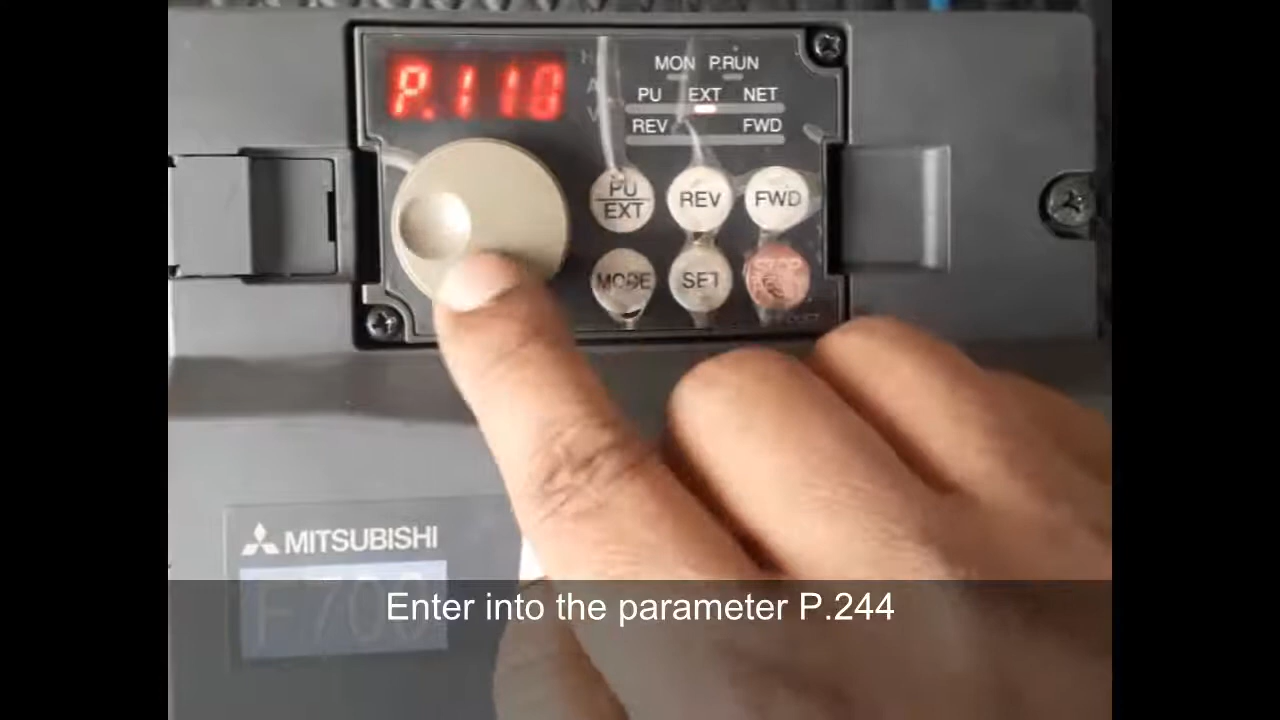 P.110
H
A
V
MON P.RUN
PU EXT NET
REV FWD
PU
EXT
REV
FWD
MODE
SET
MITSUBISHI
F700
Enter into the parameter P.244